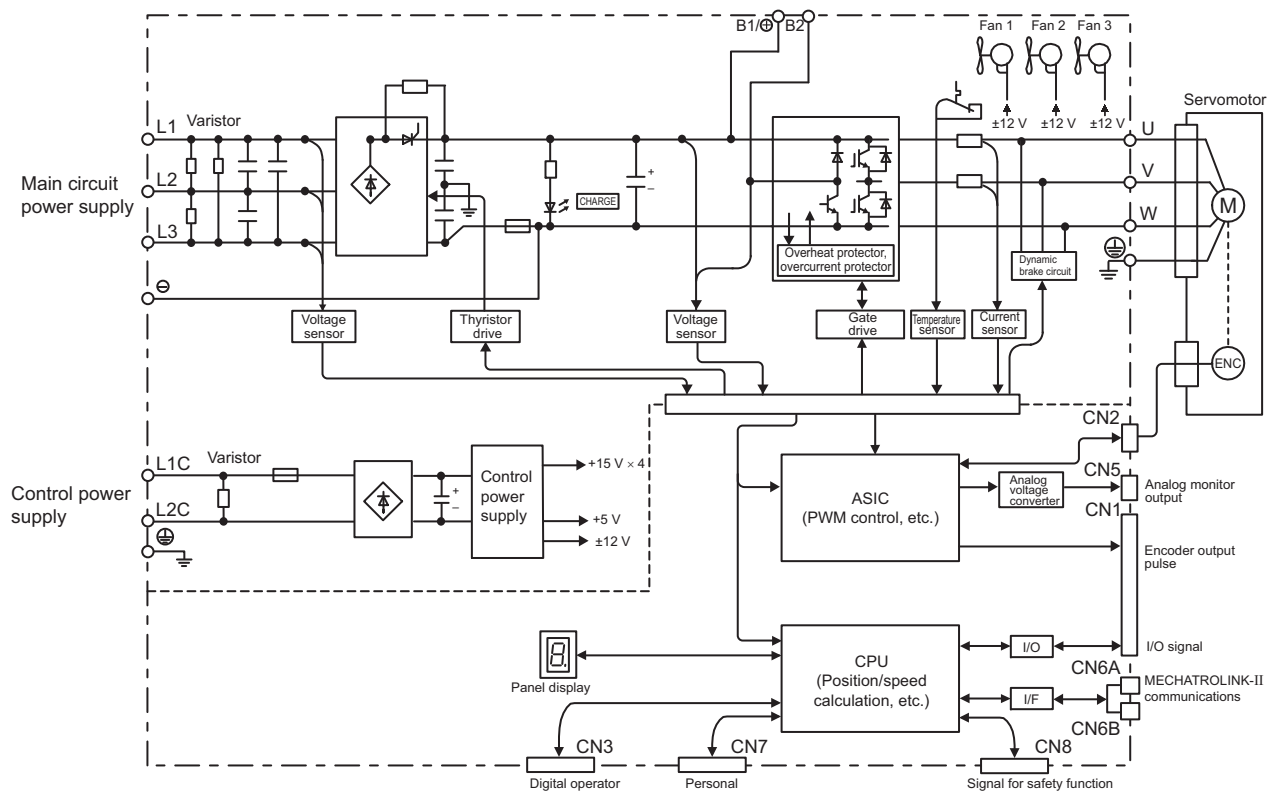 B1/⊕ B2
Fan 1 Fan 2 Fan 3
±12 V ±12 V ±12 V
Servomotor
Varistor
L1
L2
L3
Main circuit
power supply
⊖
+
–
CHARGE
+
–
Overheat protector,
overcurrent protector
U
V
W
M
Dynamic
brake circuit
Voltage
sensor
Thyristor
drive
Voltage
sensor
Gate
drive
Temperature
sensor
Current
sensor
ENC
CN2
L1C
Varistor
L2C
Control power
supply
+
–
Control
power
supply
+15 V × 4
+5 V
±12 V
ASIC
(PWM control, etc.)
Analog
voltage
converter
CN5
Analog monitor
output
CN1
Encoder output
pulse
8.
Panel display
CPU
(Position/speed
calculation, etc.)
I/O
I/O signal
I/F
CN6A
MECHATROLINK-II
communications
CN6B
CN3
Digital operator
CN7
Personal
CN8
Signal for safety function